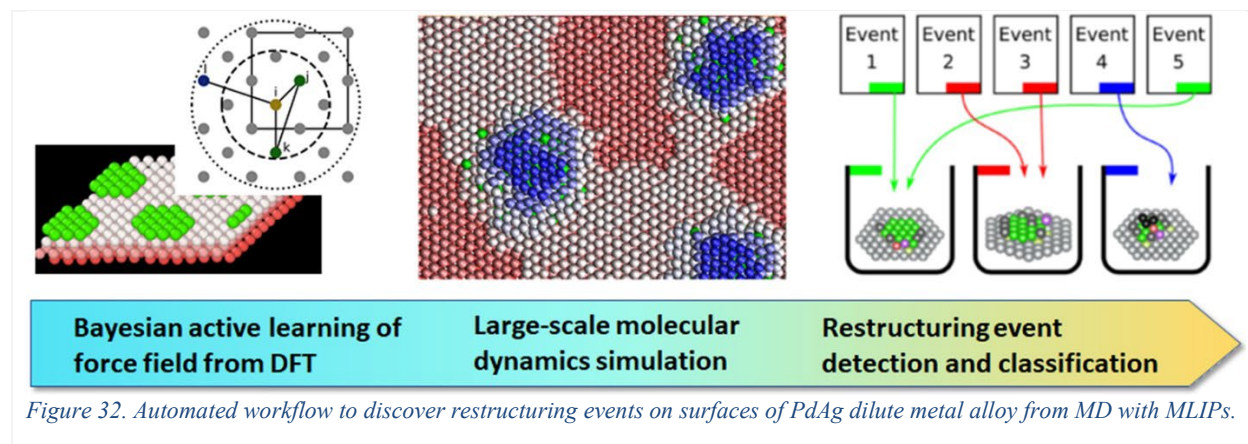 l
j
i
k
Event 1
Event 2
Event 3
Event 4
Event 5
Bayesian active learning of
force field from DFT
Large-scale molecular
dynamics simulation
Restructuring event
detection and classification
Figure 32. Automated workflow to discover restructuring events on surfaces of PdAg dilute metal alloy from MD with MLIPs.